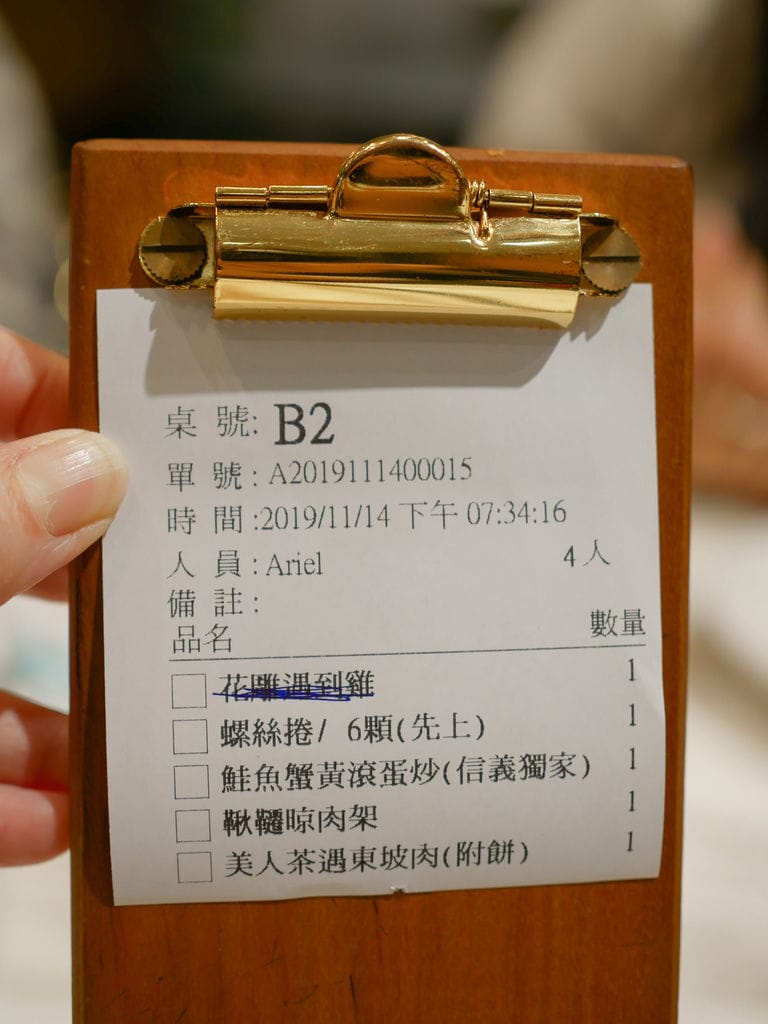 桌 號: B2
單 號: A2019111400015
時 間:2019/11/14 下午 07:34:16
人 員: Ariel 4人
備 註:
品名 數量
花雕遇到雞 1
螺絲捲/ 6顆(先上) 1
鮭魚蟹黃滾蛋炒(信義獨家) 1
鞦韆晾肉架 1
美人茶遇東坡肉(附餅) 1